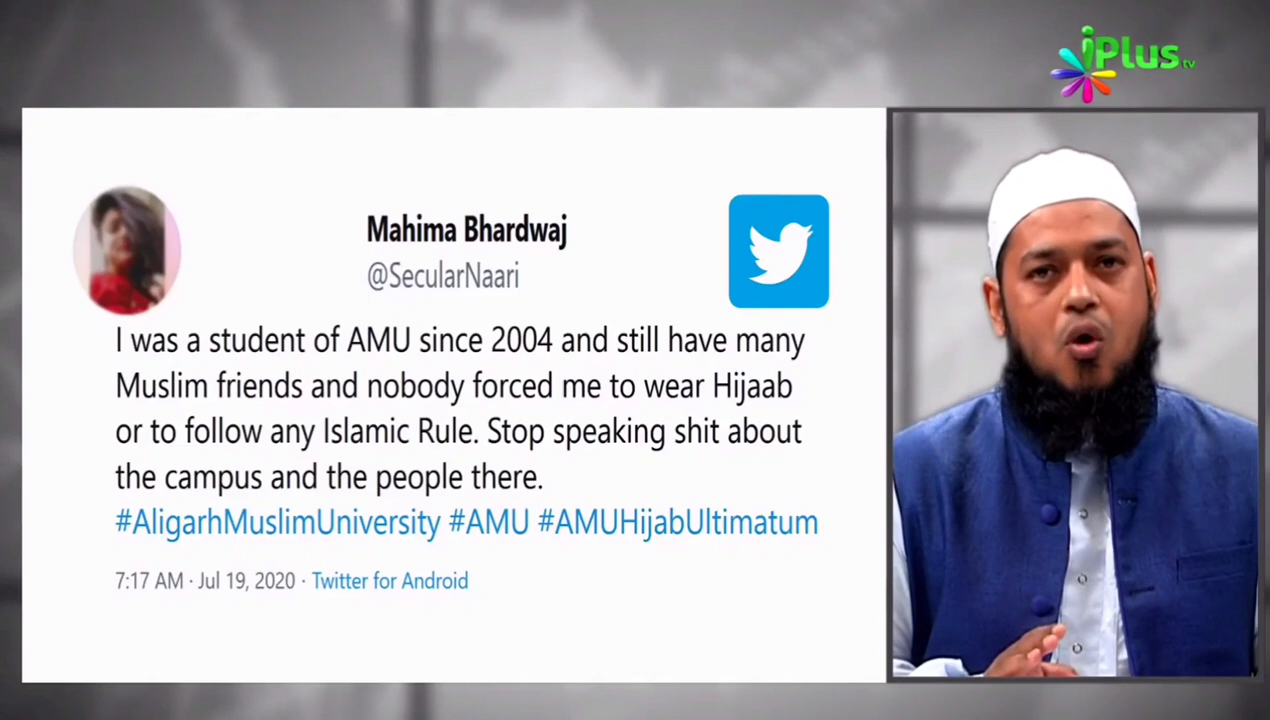 iPlus tv
Mahima Bhardwaj
@SecularNaari
I was a student of AMU since 2004 and still have many
Muslim friends and nobody forced me to wear Hijaab
or to follow any Islamic Rule. Stop speaking shit about
the campus and the people there.
#AligarhMuslimUniversity #AMU #AMUHijabUltimatum
7:17 AM · Jul 19, 2020 · Twitter for Android